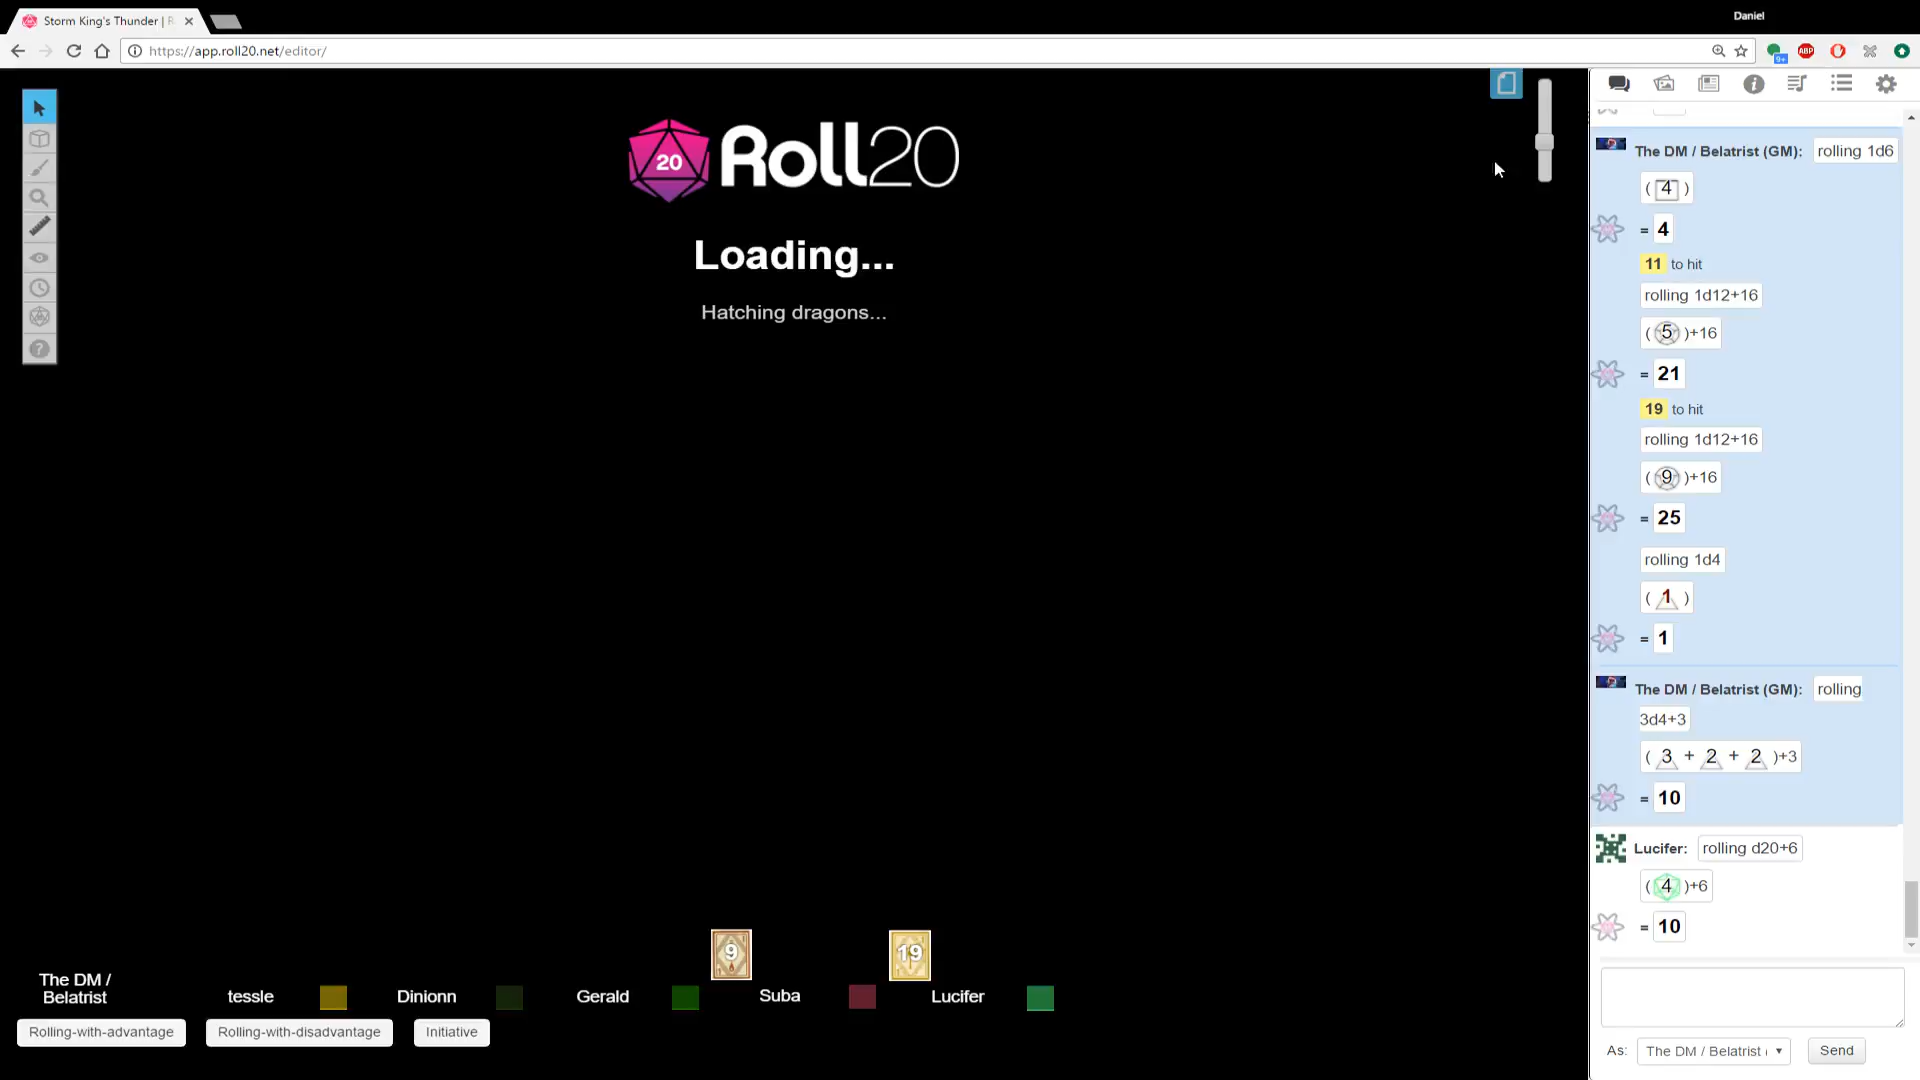 Daniel
Storm King's Thunder | R
https://app.roll20.net/editor/
9+
ABP
20
Roll20
Loading...
Hatching dragons...
The DM / Belatrist (GM): rolling 1d6
( 4 )
= 4
11 to hit
rolling 1d12+16
( 5 )+16
= 21
19 to hit
rolling 1d12+16
( 9 )+16
= 25
rolling 1d4
( 1 )
= 1
The DM / Belatrist (GM): rolling
3d4+3
( 3 + 2 + 2 )+3
= 10
Lucifer: rolling d20+6
( 4 )+6
= 10
9
19
The DM /
Belatrist
tessle
Dinionn
Gerald
Suba
Lucifer
Rolling-with-advantage
Rolling-with-disadvantage
Initiative
As: The DM / Belatrist (
Send